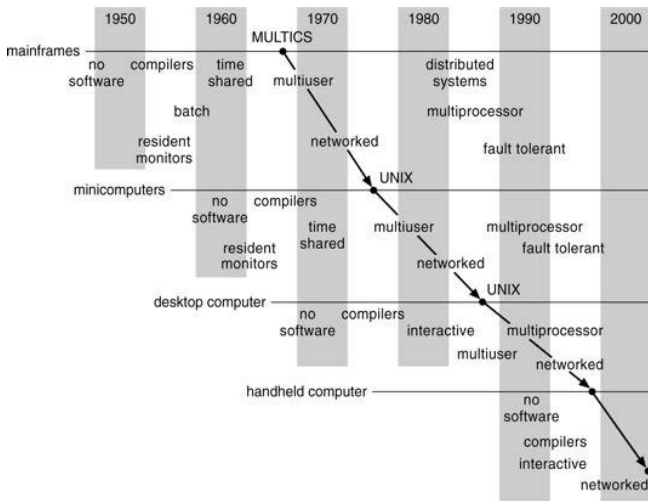 1950 1960 1970 1980 1990 2000
MULTICS
mainframes
no compilers time distributed
software shared multiuser systems
batch multiprocessor
resident networked fault tolerant
monitors
UNIX
minicomputers
no compilers
software time multiuser multiprocessor
resident shared fault tolerant
monitors networked
UNIX
desktop computer
no compilers
software interactive multiprocessor
multiuser networked
handheld computer
no
software
compilers
interactive
networked